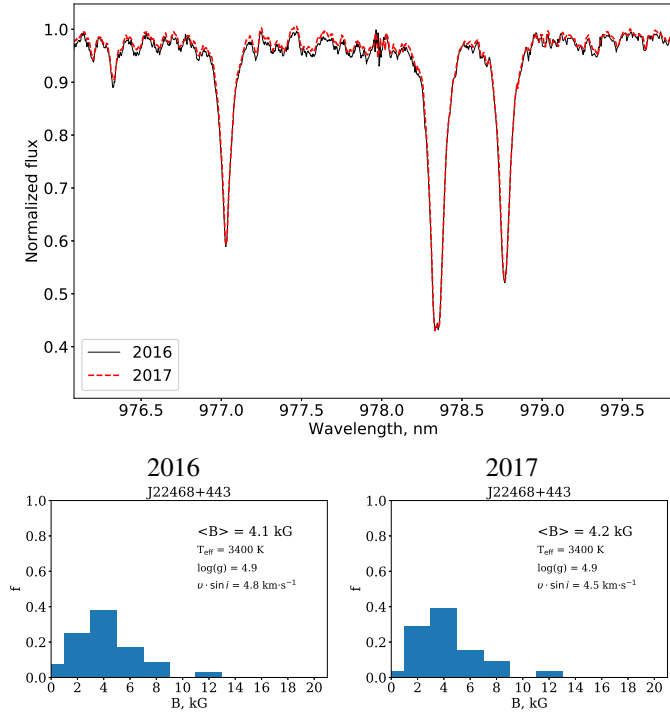 1.0
0.9
0.8
0.7
0.6
0.5
0.4
Normalized flux
2016
2017
976.5 977.0 977.5 978.0 978.5 979.0 979.5
Wavelength, nm
2016 2017
J22468+443 J22468+443
1.0 1.0
<B> = 4.1 kG <B> = 4.2 kG
0.8 0.8
T_eff = 3400 K T_eff = 3400 K
log(g) = 4.9 log(g) = 4.9
0.6 0.6
υ · sin i = 4.8 km·s⁻¹ υ · sin i = 4.5 km·s⁻¹
f f
0.4 0.4
0.2 0.2
0.0 0.0
0 2 4 6 8 10 12 14 16 18 20 0 2 4 6 8 10 12 14 16 18 20
B, kG B, kG